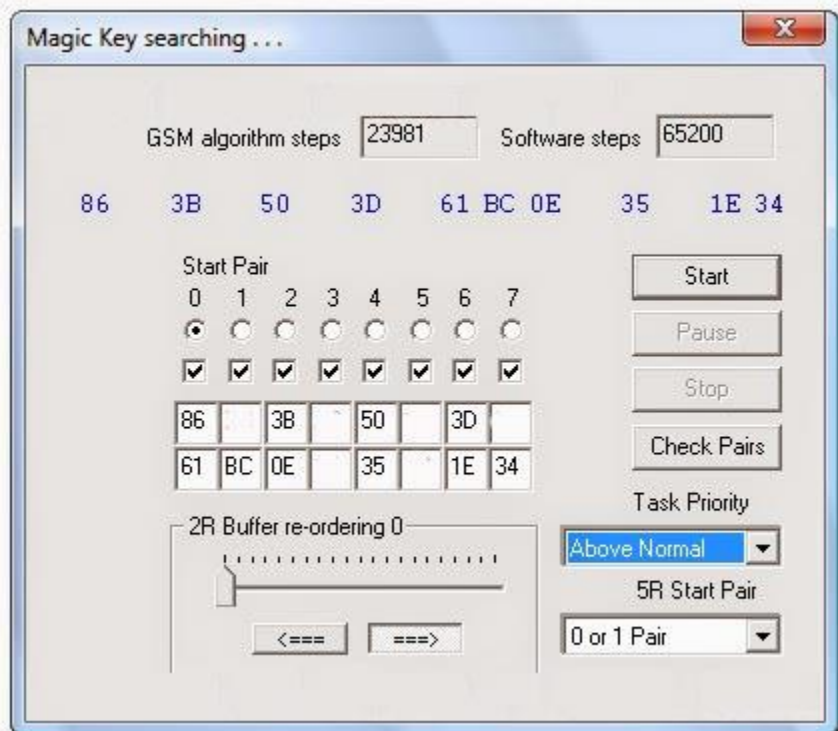 Magic Key searching . . .
GSM algorithm steps 23981 Software steps 65200
86 3B 50 3D 61 BC 0E 35 1E 34
Start Pair
0 1 2 3 4 5 6 7
86 3B 50 3D
61 BC 0E 35 1E 34
Start
Pause
Stop
Check Pairs
Task Priority
Above Normal
5R Start Pair
0 or 1 Pair
2R Buffer re-ordering 0
<=== ===>